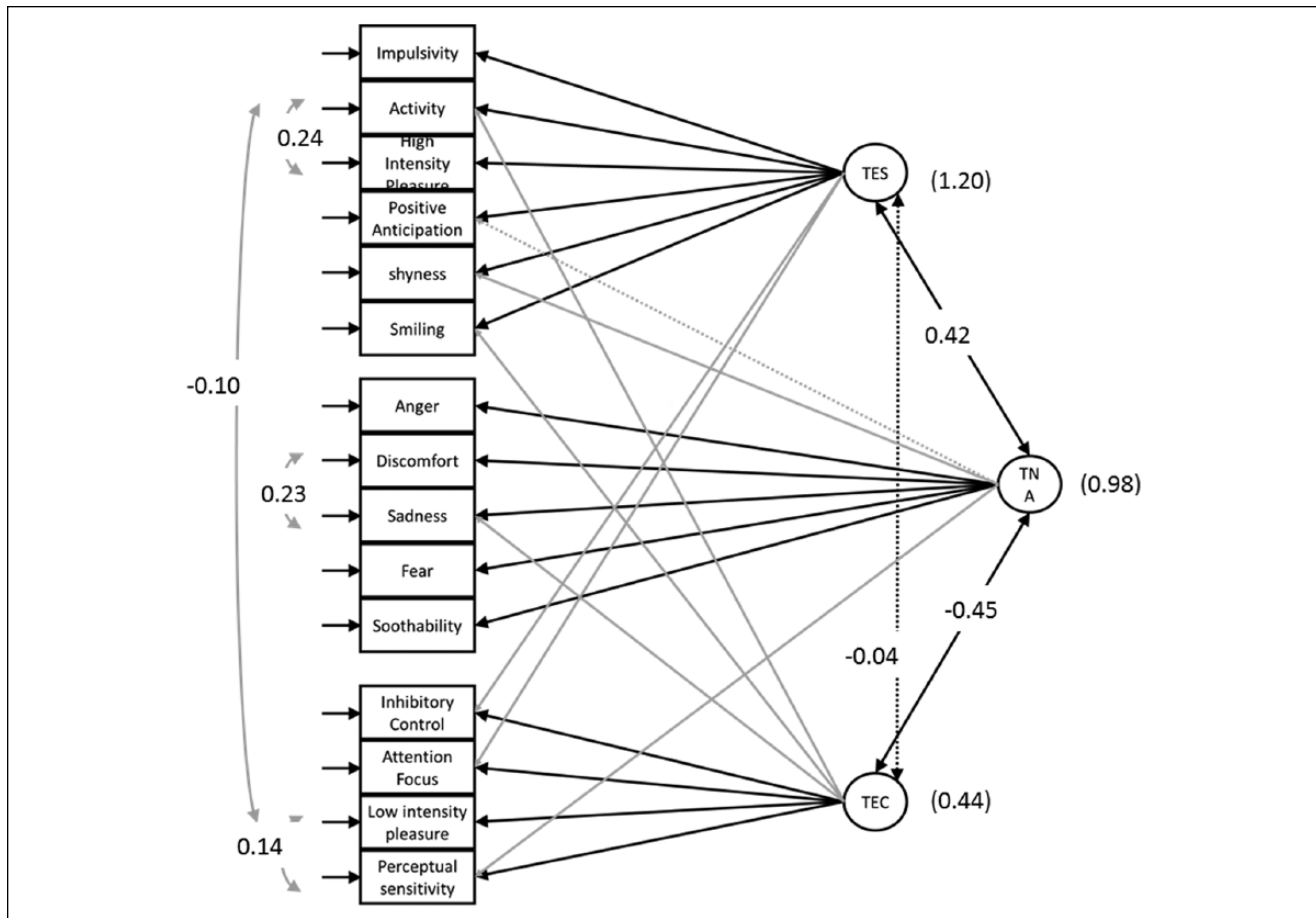 Impulsivity
Activity
0.24
High
Intensity
Pleasure
Positive
Anticipation
shyness
Smiling
-0.10
Anger
Discomfort
0.23
Sadness
Fear
Soothability
Inhibitory
Control
Attention
Focus
Low intensity
pleasure
0.14
Perceptual
sensitivity
TES
(1.20)
0.42
TN
A
(0.98)
-0.45
-0.04
TEC
(0.44)